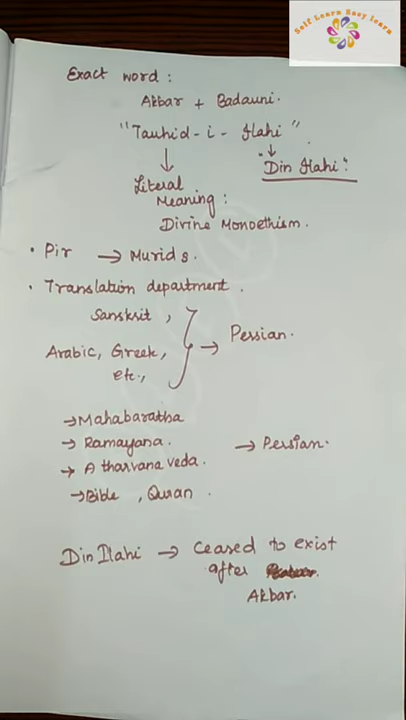 Self Learn Easy Learn
Exact word :
Akbar + Badauni.
"Tauhid-i-Ilahi".
↓ ↓
Literal "Din Ilahi".
Meaning :
Divine Monoethism.
• Pir → Murids.
• Translation department.
Sanskrit,
Arabic, Greek, → Persian.
etc.,
→ Mahabaratha
→ Ramayana.
→ Atharvana veda. → Persian.
→ Bible, Quran.
Din Ilahi → Ceased to exist
after
Akbar.